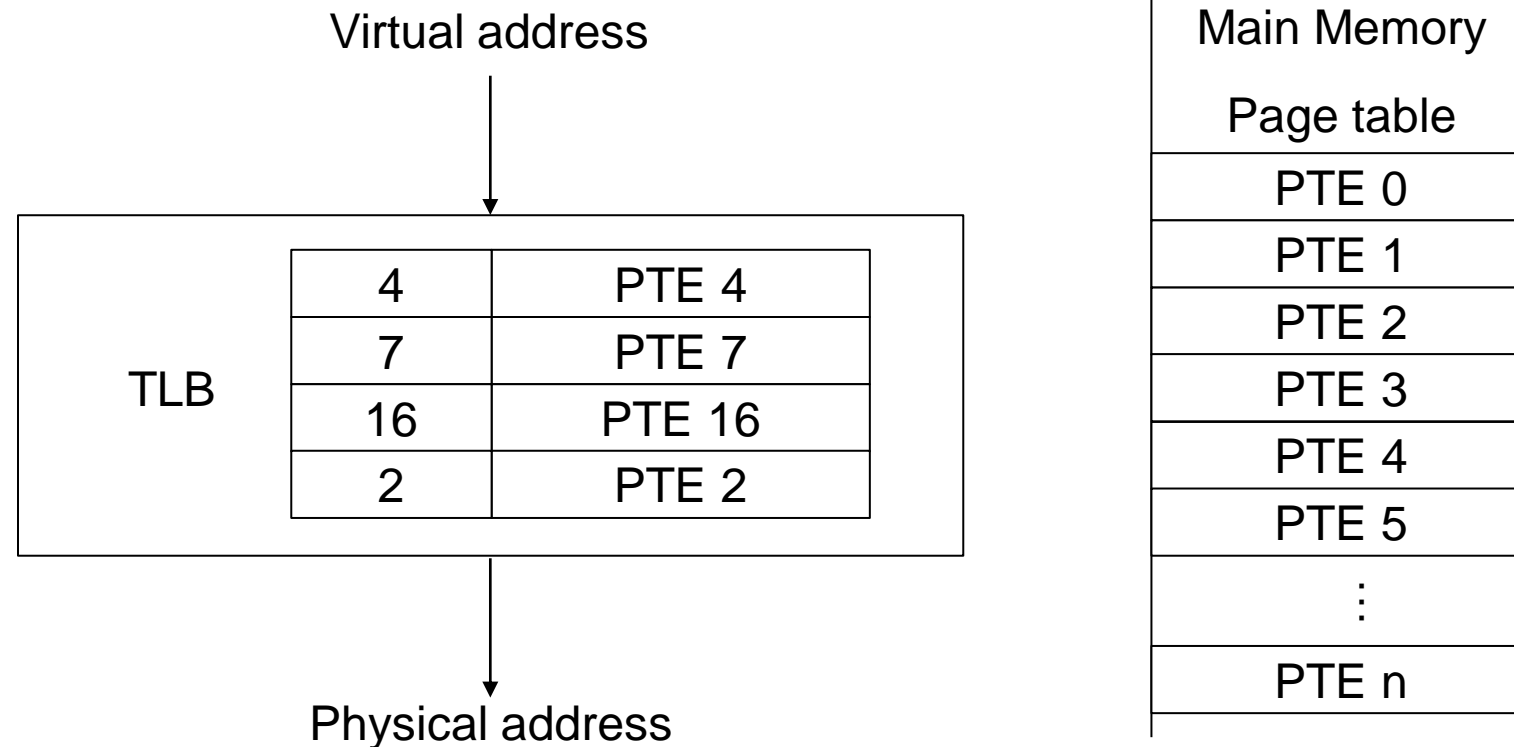 Virtual address
TLB
4 PTE 4
7 PTE 7
16 PTE 16
2 PTE 2
Physical address
Main Memory
Page table
PTE 0
PTE 1
PTE 2
PTE 3
PTE 4
PTE 5
⋮
PTE n